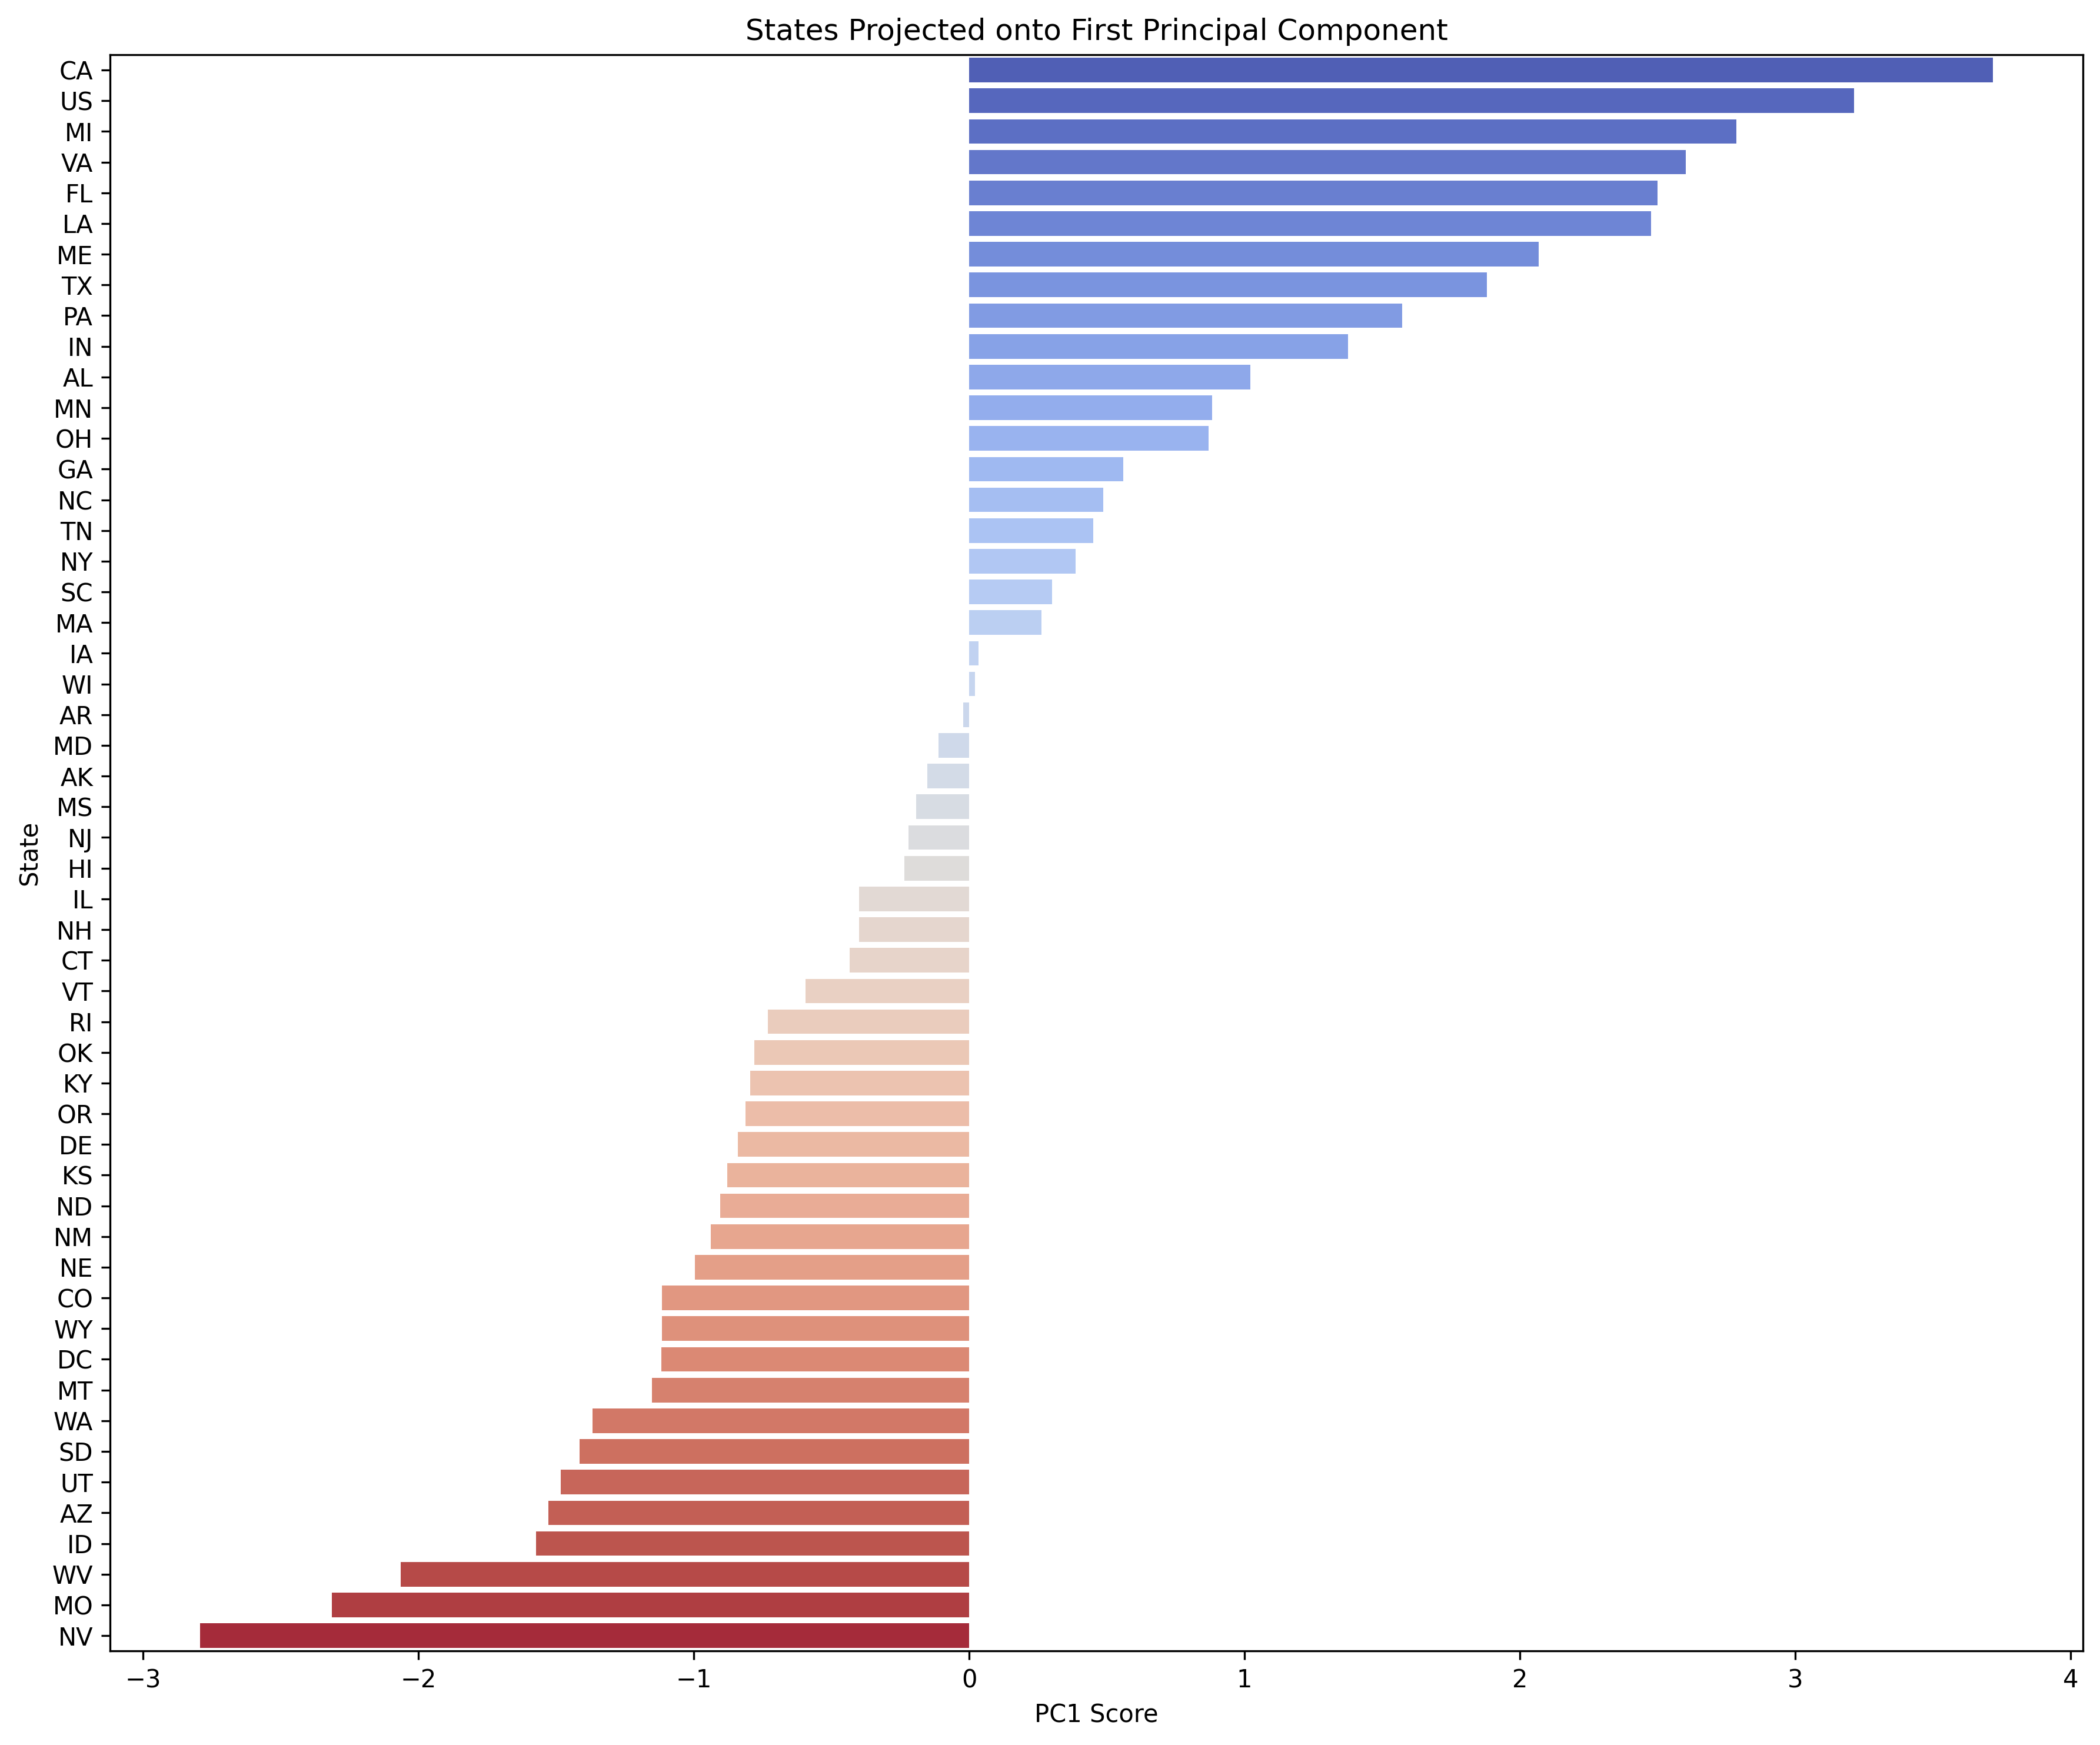 States Projected onto First Principal Component
CA
US
MI
VA
FL
LA
ME
TX
PA
IN
AL
MN
OH
GA
NC
TN
NY
SC
MA
IA
WI
AR
MD
AK
MS
NJ
HI
IL
NH
CT
VT
RI
OK
KY
OR
DE
KS
ND
NM
NE
CO
WY
DC
MT
WA
SD
UT
AZ
ID
WV
MO
NV
State
−3 −2 −1 0 1 2 3 4
PC1 Score